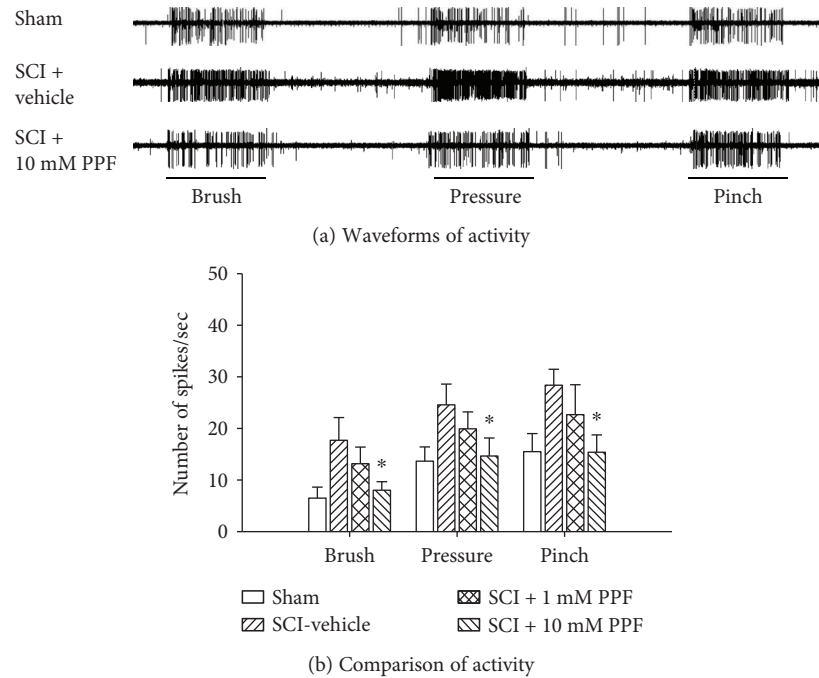 Sham
SCI +
vehicle
SCI +
10 mM PPF
Brush
Pressure
Pinch
(a) Waveforms of activity
50
40
30
20
10
0
Number of spikes/sec
*
*
*
Brush
Pressure
Pinch
Sham
SCI + 1 mM PPF
SCI-vehicle
SCI + 10 mM PPF
(b) Comparison of activity